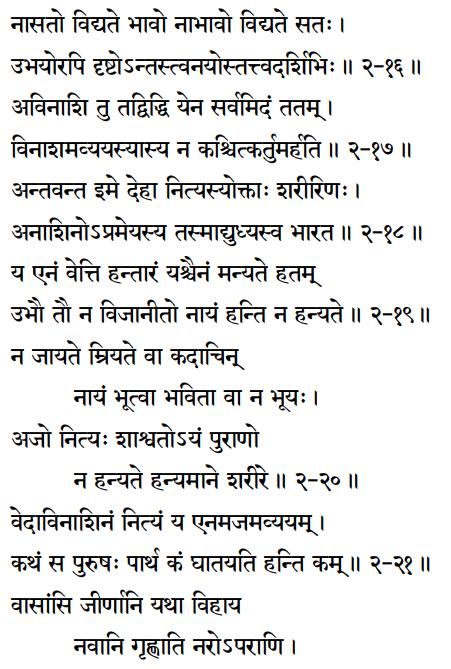 नासतो विद्यते भावो नाभावो विद्यते सतः ।
उभयोरपि दृष्टोऽन्तस्त्वनयोस्तत्त्वदर्शिभिः ॥ २-१६ ॥
अविनाशि तु तद्विद्धि येन सर्वमिदं ततम् ।
विनाशमव्ययस्यास्य न कश्चित्कर्तुमर्हति ॥ २-१७ ॥
अन्तवन्त इमे देहा नित्यस्योक्ताः शरीरिणः ।
अनाशिनोऽप्रमेयस्य तस्माद्युध्यस्व भारत ॥ २-१८ ॥
य एनं वेत्ति हन्तारं यश्चैनं मन्यते हतम्
उभौ तौ न विजानीतो नायं हन्ति न हन्यते ॥ २-१९ ॥
न जायते म्रियते वा कदाचिन्
नायं भूत्वा भविता वा न भूयः ।
अजो नित्यः शाश्वतोऽयं पुराणो
न हन्यते हन्यमाने शरीरे ॥ २-२० ॥
वेदाविनाशिनं नित्यं य एनमजमव्ययम् ।
कथं स पुरुषः पार्थ कं घातयति हन्ति कम् ॥ २-२१ ॥
वासांसि जीर्णानि यथा विहाय
नवानि गृह्णाति नरोऽपराणि ।